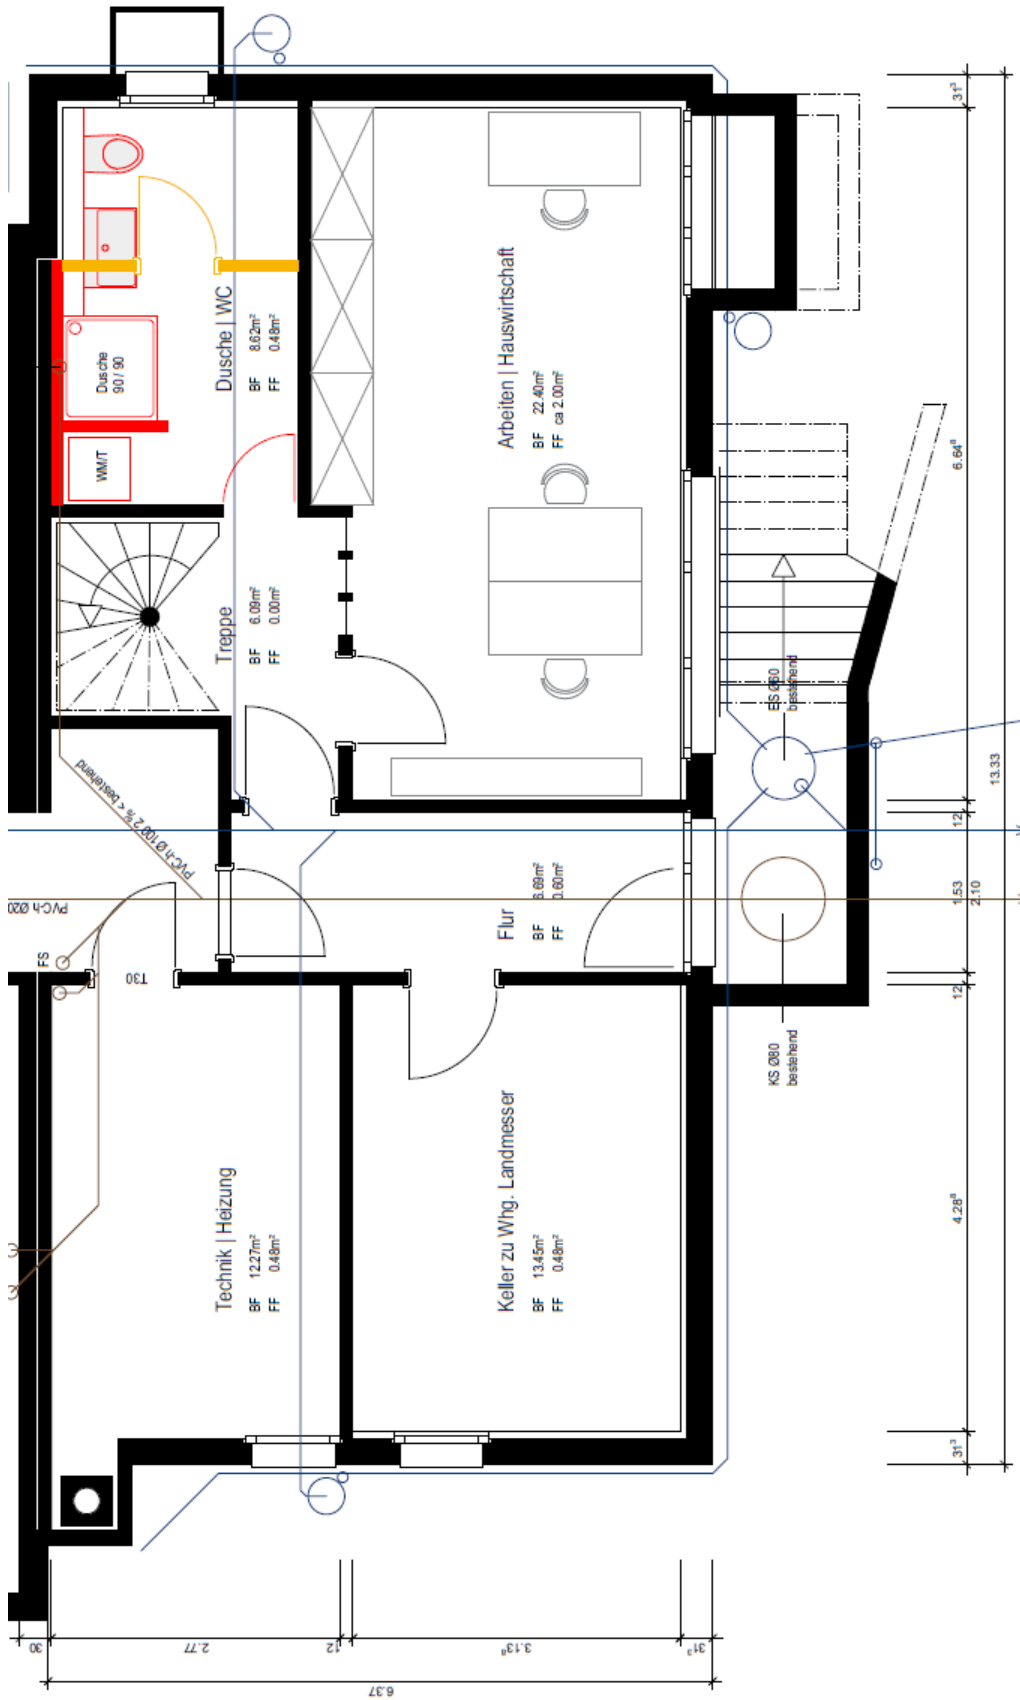 Dusche
90 / 90
WM/T
Dusche | WC
BF 8.62m²
FF 0.48m²
Arbeiten | Hauswirtschaft
BF 22.40m²
FF ca 2.00m²
Treppe
BF 6.09m²
FF 0.00m²
Flur
BF 6.69m²
FF 0.60m²
Technik | Heizung
BF 12.27m²
FF 0.48m²
Keller zu Whg. Landmesser
BF 13.45m²
FF 0.48m²
PVC-h Ø100 2 % < bestehend
PVC-h Ø20
FS
T30
ES Ø60
bestehend
KS Ø80
bestehend
31³
6.64⁸
12
1.53
2.10
12
4.28⁸
31³
13.33
30
2.77
12
3.13⁸
31³
6.37